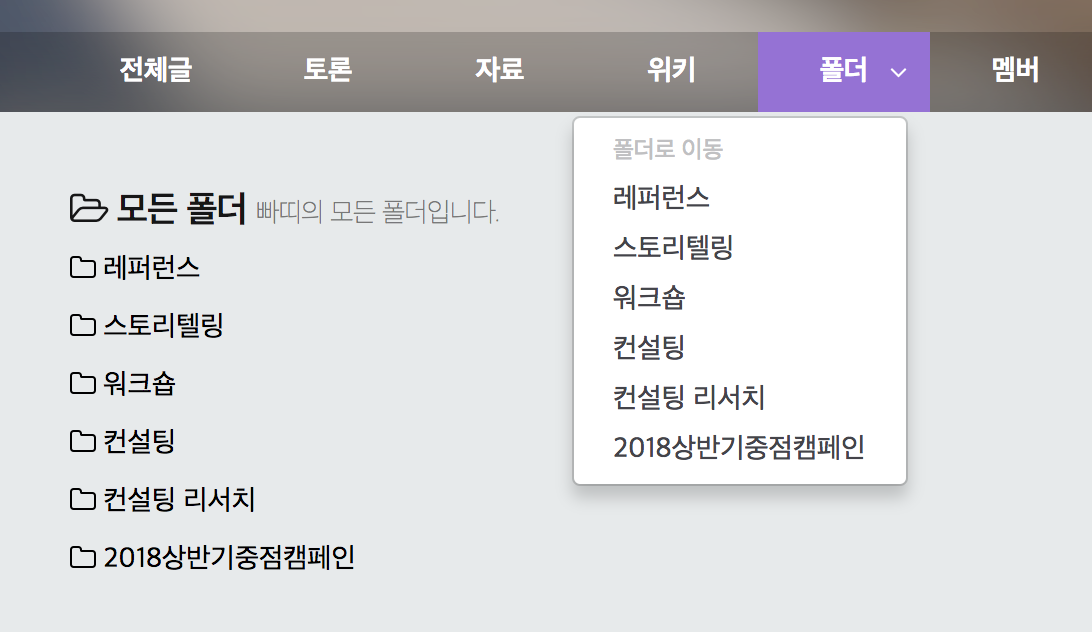 전체글 토론 자료 위키 폴더 멤버
모든 폴더 빠띠의 모든 폴더입니다.
레퍼런스
스토리텔링
워크숍
컨설팅
컨설팅 리서치
2018상반기중점캠페인
폴더로 이동
레퍼런스
스토리텔링
워크숍
컨설팅
컨설팅 리서치
2018상반기중점캠페인